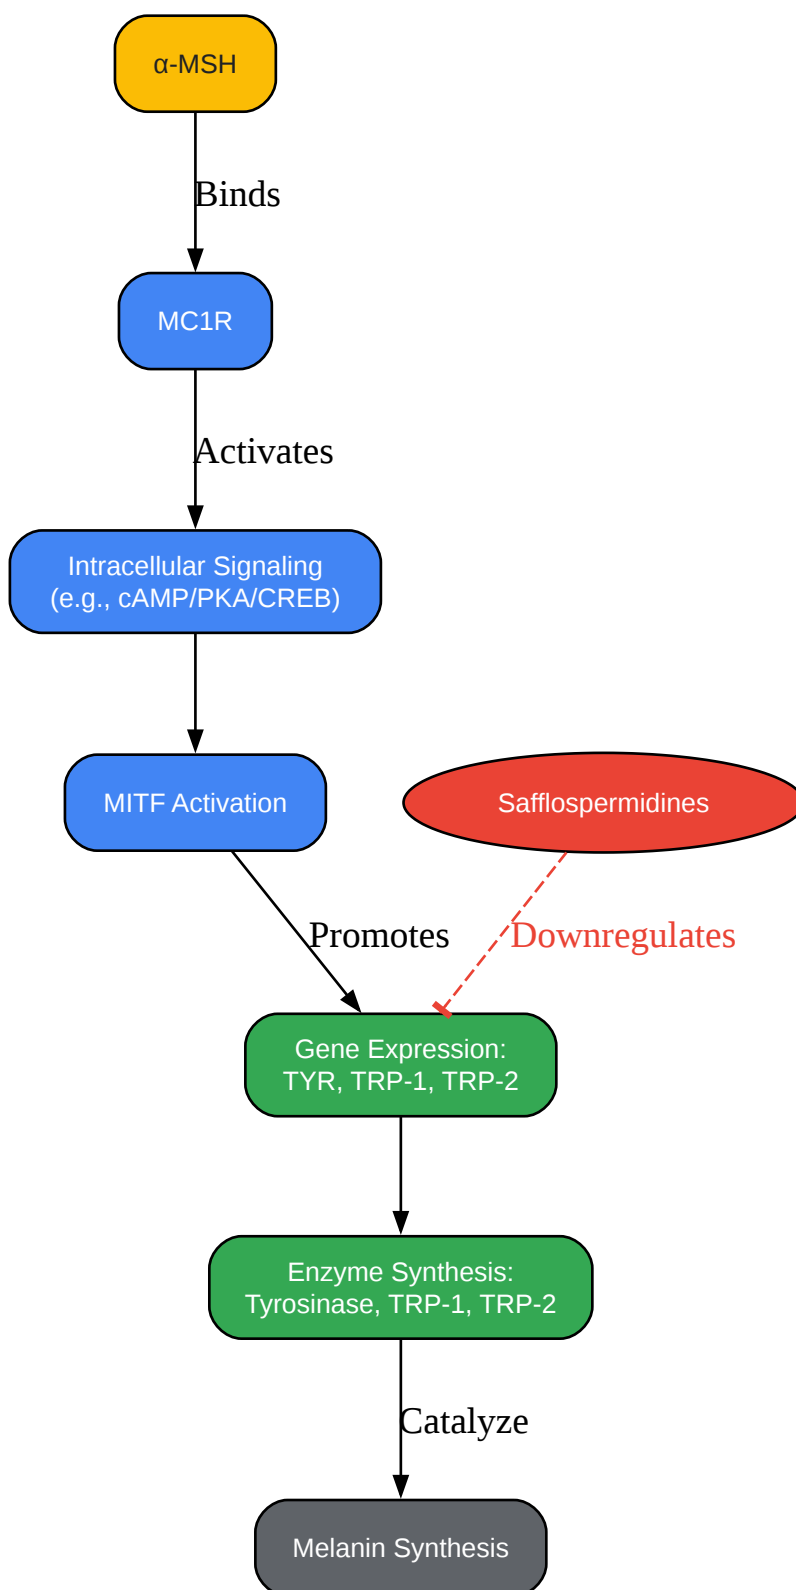 α-MSH
Binds
MC1R
Activates
Intracellular Signaling
(e.g., cAMP/PKA/CREB)
MITF Activation
Safflospermidines
Promotes
Downregulates
Gene Expression:
TYR, TRP-1, TRP-2
Enzyme Synthesis:
Tyrosinase, TRP-1, TRP-2
Catalyze
Melanin Synthesis